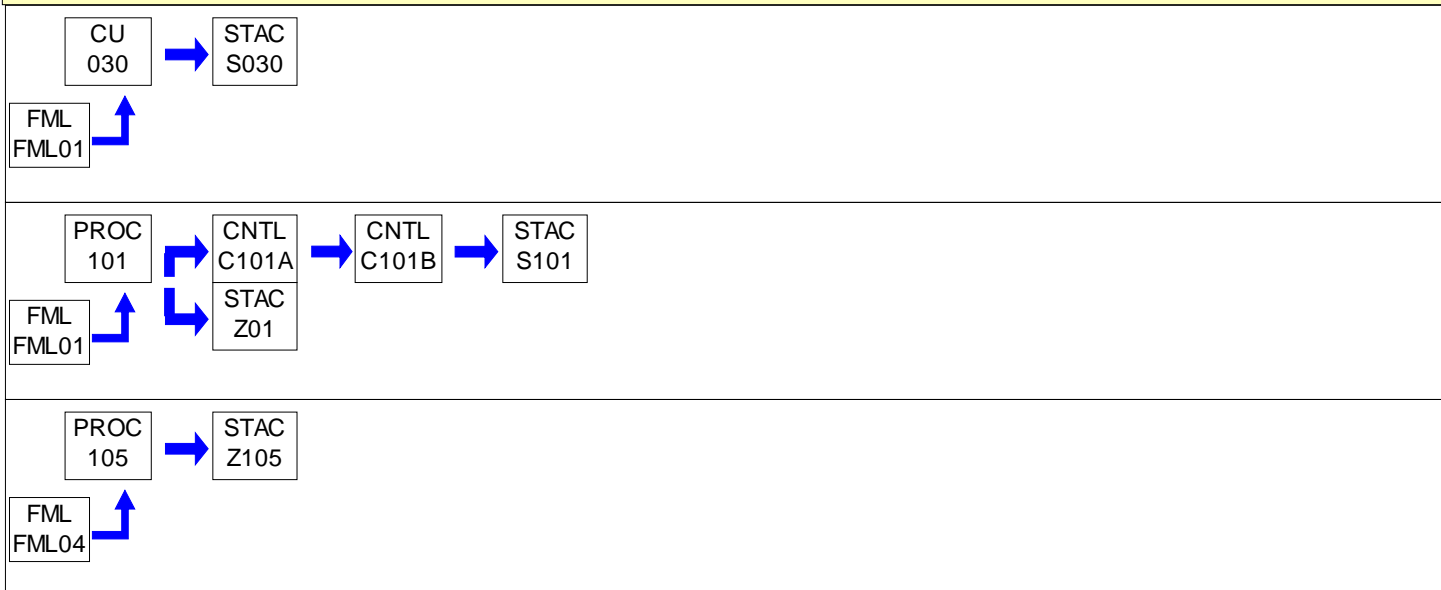 CU
030
STAC
S030
FML
FML01
PROC
101
CNTL
C101A
CNTL
C101B
STAC
S101
STAC
Z01
FML
FML01
PROC
105
STAC
Z105
FML
FML04